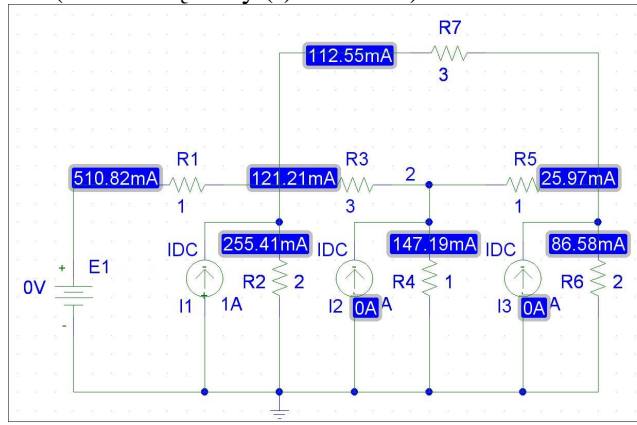 R7
112.55mA
3
R1
R3
2
R5
510.82mA
121.21mA
25.97mA
1
3
1
IDC
255.41mA
IDC
147.19mA
IDC
86.58mA
+
E1
0V
R2
2
R4
1
R6
2
-
I1
1A
I2
0A
A
I3
0A
A